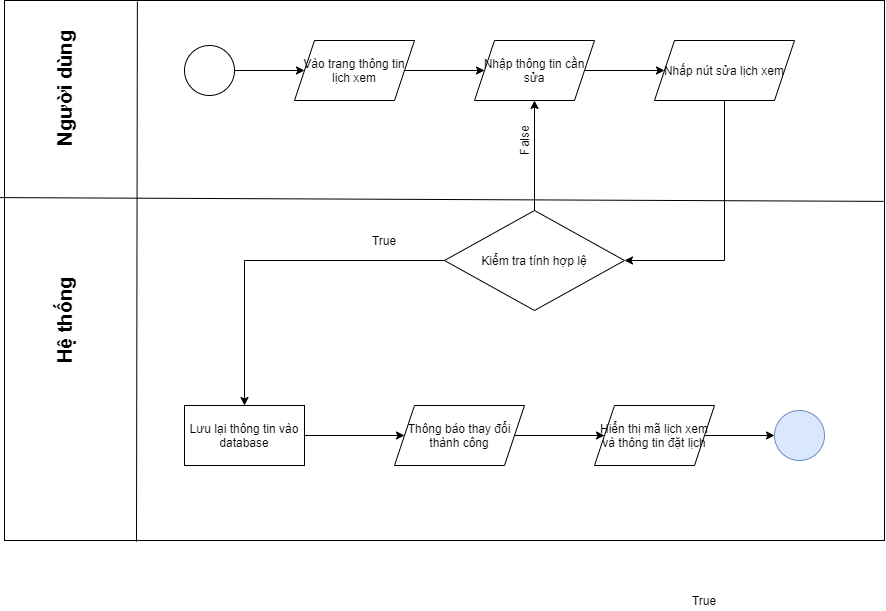 Người dùng
Vào trang thông tin
lịch xem
Nhập thông tin cần
sửa
Nhấp nút sửa lịch xem
False
Hệ thống
True
Kiểm tra tính hợp lệ
Lưu lại thông tin vào
database
Thông báo thay đổi
thành công
Hiển thị mã lịch xem
và thông tin đặt lịch
True